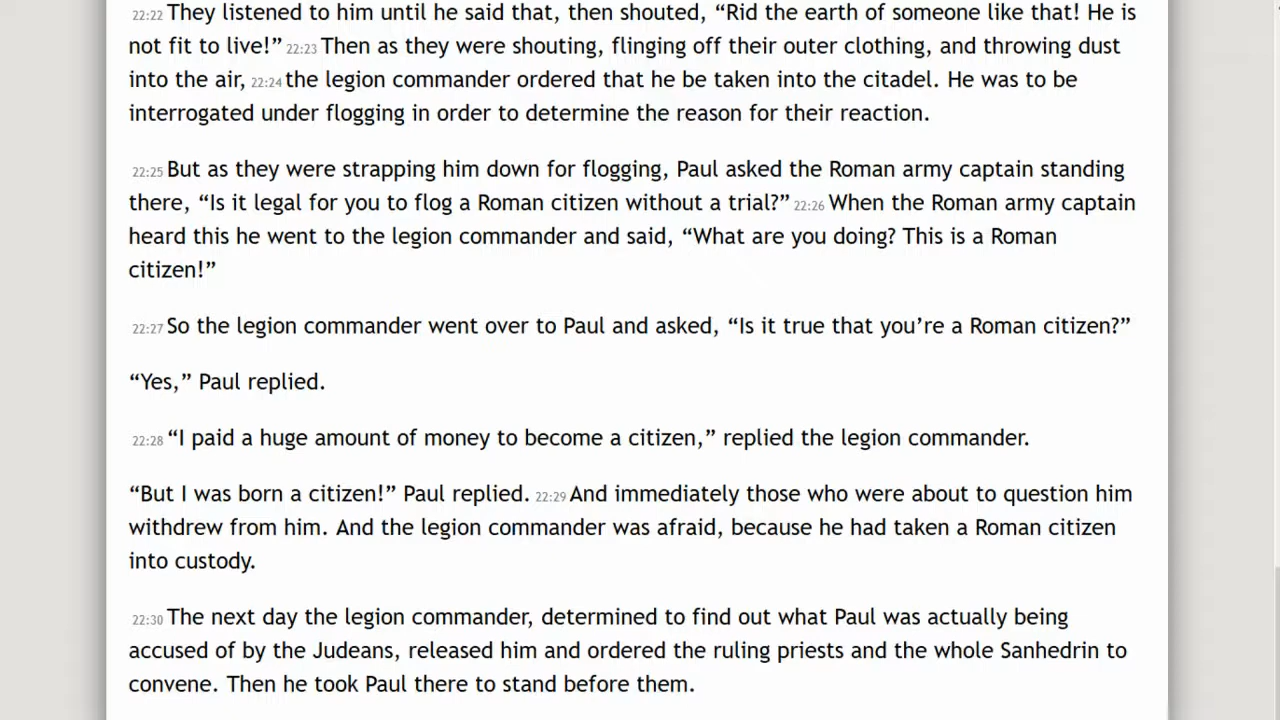 22:22 They listened to him until he said that, then shouted, “Rid the earth of someone like that! He is
not fit to live!” 22:23 Then as they were shouting, flinging off their outer clothing, and throwing dust
into the air, 22:24 the legion commander ordered that he be taken into the citadel. He was to be
interrogated under flogging in order to determine the reason for their reaction.
22:25 But as they were strapping him down for flogging, Paul asked the Roman army captain standing
there, “Is it legal for you to flog a Roman citizen without a trial?” 22:26 When the Roman army captain
heard this he went to the legion commander and said, “What are you doing? This is a Roman
citizen!”
22:27 So the legion commander went over to Paul and asked, “Is it true that you’re a Roman citizen?”
“Yes,” Paul replied.
22:28 “I paid a huge amount of money to become a citizen,” replied the legion commander.
“But I was born a citizen!” Paul replied. 22:29 And immediately those who were about to question him
withdrew from him. And the legion commander was afraid, because he had taken a Roman citizen
into custody.
22:30 The next day the legion commander, determined to find out what Paul was actually being
accused of by the Judeans, released him and ordered the ruling priests and the whole Sanhedrin to
convene. Then he took Paul there to stand before them.